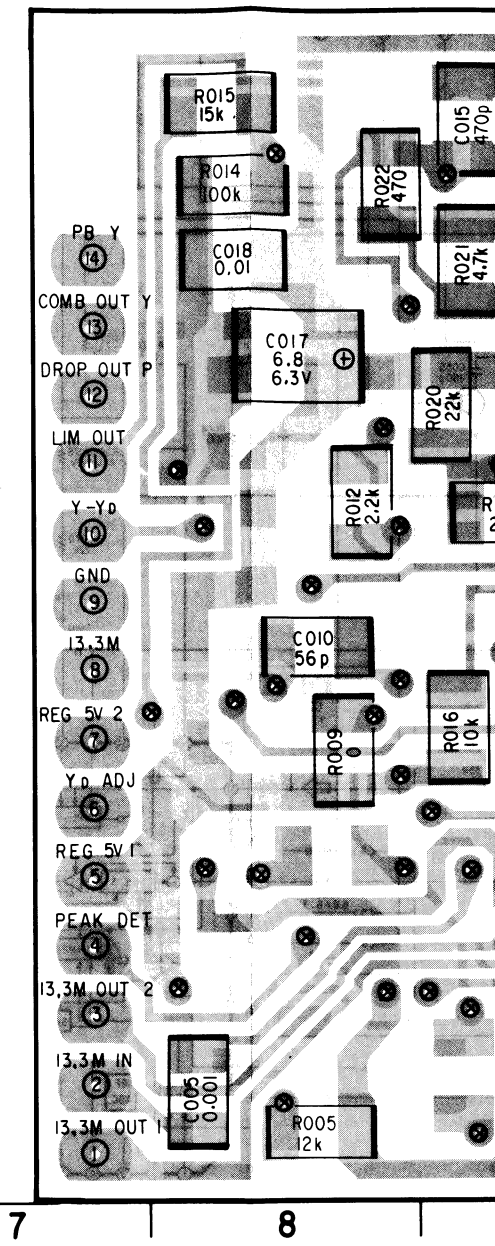 R015
15k
R014
100k
C018
0.01
C017
6.8
6.3V
R022
470
C015
470p
R021
4.7k
R020
22k
R012
2.2k
R
2
C010
56p
R009
0
R016
10k
C005
0.001
R005
12k
PB Y
14
COMB OUT Y
13
DROP OUT P
12
LIM OUT
11
Y-YD
10
GND
9
13.3M
8
REG 5V 2
7
YD ADJ
6
REG 5V 1
5
PEAK DET
4
13.3M OUT 2
3
13.3M IN
2
13.3M OUT 1
1
7
8